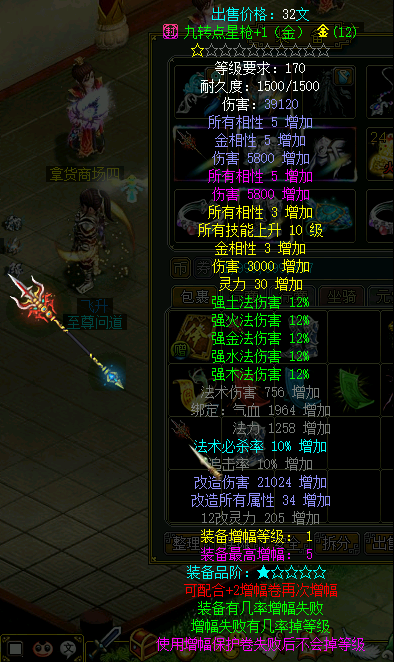 出售价格：32文
封 九转点星枪+1（金） 金(12)
等级要求：170
耐久度：1500/1500
伤害：39120
所有相性 5 增加
金相性 5 增加
伤害 5800 增加
所有相性 5 增加
伤害 5800 增加
所有相性 3 增加
所有技能上升 10 级
金相性 3 增加
伤害 3000 增加
灵力 30 增加
强土法伤害 12%
强火法伤害 12%
强金法伤害 12%
强水法伤害 12%
强木法伤害 12%
法术伤害 756 增加
绑定：气血 1964 增加
法力 1258 增加
法术必杀率 10% 增加
追击率 10% 增加
改造伤害 21024 增加
改造所有属性 34 增加
12改灵力 205 增加
装备增幅等级： 1
装备最高增幅： 5
装备品阶：★☆☆☆☆
可配合+2增幅卷再次增幅
装备有几率增幅失败
增幅失败有几率掉等级
使用增幅保护卷失败后不会掉等级
拿货商场四
飞升
至尊问道
包裹
坐骑
元
整理
拆分
出售